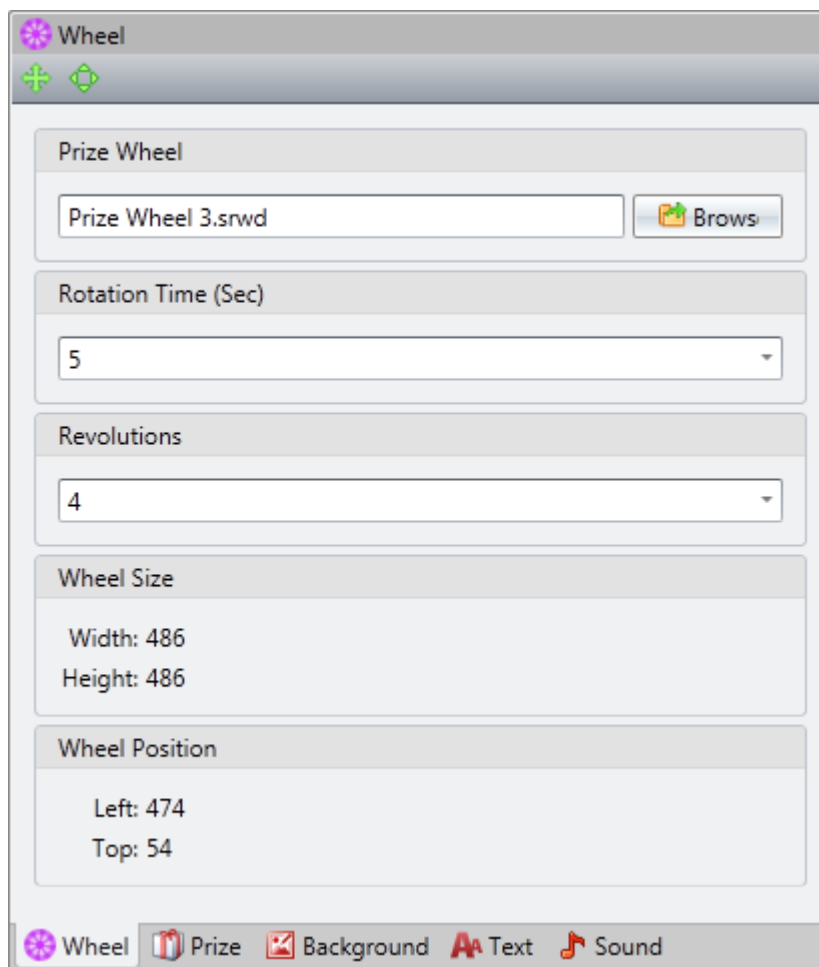 Wheel
Prize Wheel
Prize Wheel 3.srwd
Brows
Rotation Time (Sec)
5
Revolutions
4
Wheel Size
Width: 486
Height: 486
Wheel Position
Left: 474
Top: 54
Wheel Prize Background Text Sound